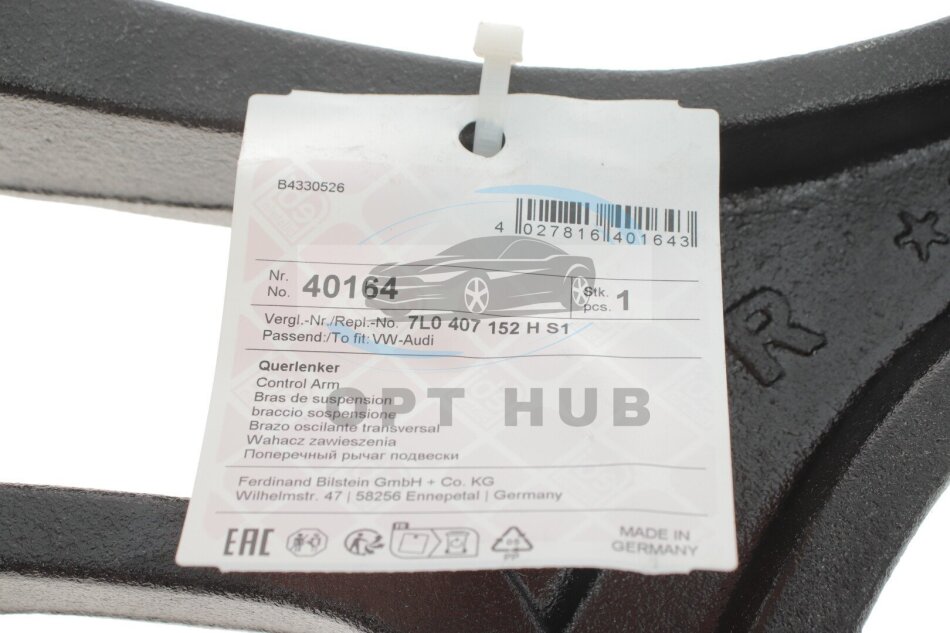 B4330526
4 027816 401643
Nr.
No. 40164
Stk.
pcs. 1
Vergl.-Nr./Repl.-No. 7L0 407 152 H S1
Passend:/To fit: VW-Audi
Querlenker
Control Arm
Bras de suspension
braccio sospensione
Brazo oscilante transversal
Wahacz zawieszenia
Поперечный рычаг подвески
OPT HUB
Ferdinand Bilstein GmbH + Co. KG
Wilhelmstr. 47 | 58256 Ennepetal | Germany
EAC
MADE IN
GERMANY
R